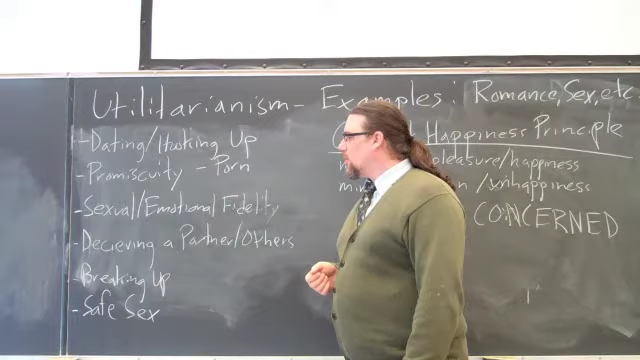 Utilitarianism - Examples: Romance, Sex, etc.
- Dating/Hooking Up
- Promiscuity - Porn
- Sexual/Emotional Fidelity
- Decieving a Partner/Others
- Breaking Up
- Safe Sex
Happiness Principle
pleasure/happiness
/unhappiness
CONCERNED